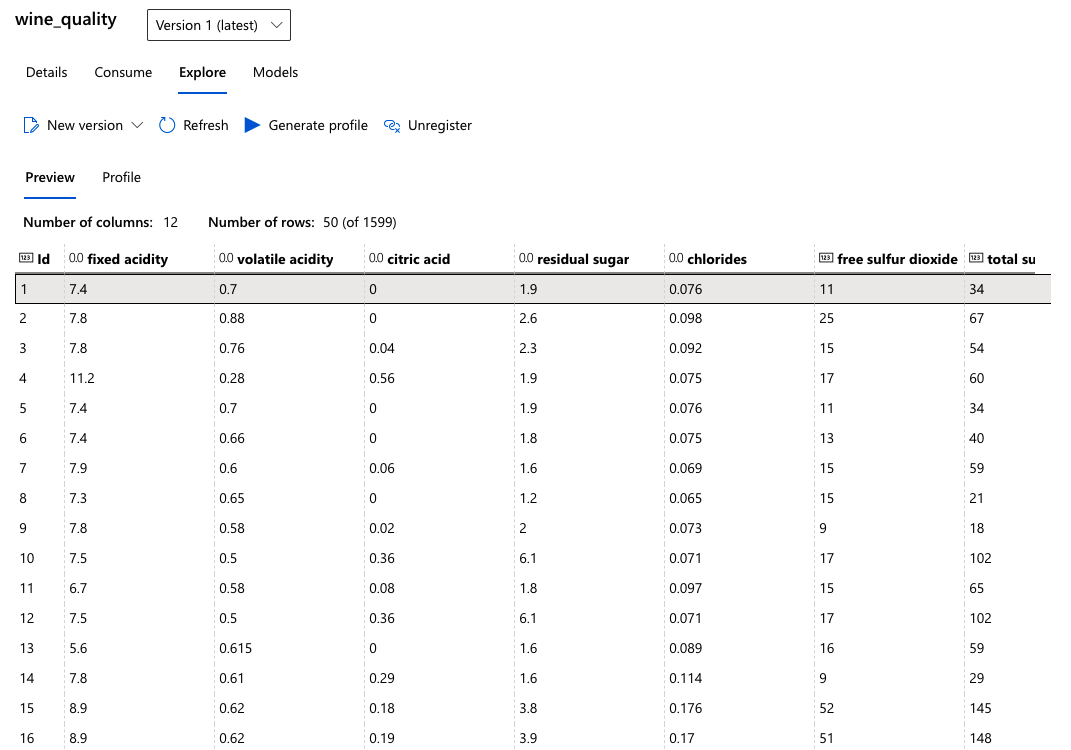 wine_quality
Version 1 (latest)
Details Consume Explore Models
New version Refresh Generate profile Unregister
Preview Profile
Number of columns: 12 Number of rows: 50 (of 1599)
123 Id 0.0 fixed acidity 0.0 volatile acidity 0.0 citric acid 0.0 residual sugar 0.0 chlorides 123 free sulfur dioxide 123 total su
1 7.4 0.7 0 1.9 0.076 11 34
2 7.8 0.88 0 2.6 0.098 25 67
3 7.8 0.76 0.04 2.3 0.092 15 54
4 11.2 0.28 0.56 1.9 0.075 17 60
5 7.4 0.7 0 1.9 0.076 11 34
6 7.4 0.66 0 1.8 0.075 13 40
7 7.9 0.6 0.06 1.6 0.069 15 59
8 7.3 0.65 0 1.2 0.065 15 21
9 7.8 0.58 0.02 2 0.073 9 18
10 7.5 0.5 0.36 6.1 0.071 17 102
11 6.7 0.58 0.08 1.8 0.097 15 65
12 7.5 0.5 0.36 6.1 0.071 17 102
13 5.6 0.615 0 1.6 0.089 16 59
14 7.8 0.61 0.29 1.6 0.114 9 29
15 8.9 0.62 0.18 3.8 0.176 52 145
16 8.9 0.62 0.19 3.9 0.17 51 148